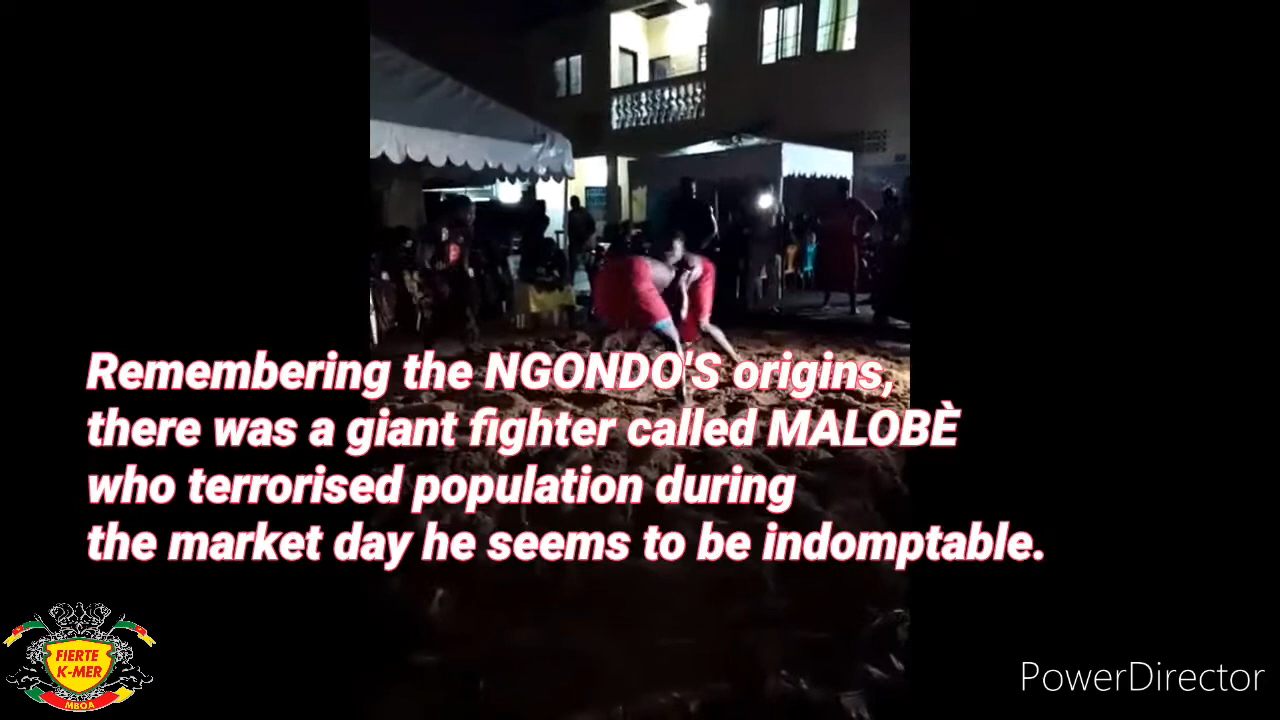 Remembering the NGONDO'S origins,
there was a giant fighter called MALOBÈ
who terrorised population during
the market day he seems to be indomptable.
FIERTE
K-MER
MBOA
PowerDirector